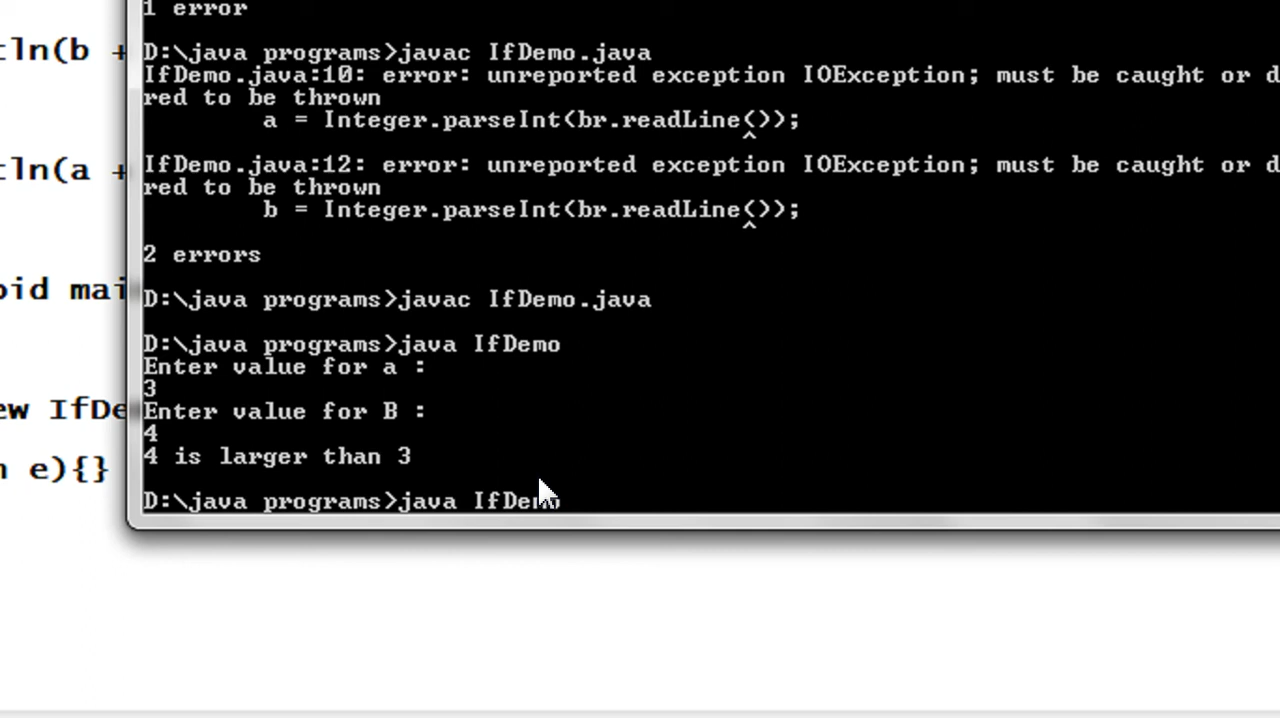 1 error
D:\java programs>javac IfDemo.java
IfDemo.java:10: error: unreported exception IOException; must be caught or d
red to be thrown
a = Integer.parseInt(br.readLine());
^
IfDemo.java:12: error: unreported exception IOException; must be caught or d
red to be thrown
b = Integer.parseInt(br.readLine());
^
2 errors
D:\java programs>javac IfDemo.java
D:\java programs>java IfDemo
Enter value for a :
3
Enter value for B :
4
4 is larger than 3
D:\java programs>java IfDemo
tln(b +
tln(a +
oid mai
ew IfDe
n e){}